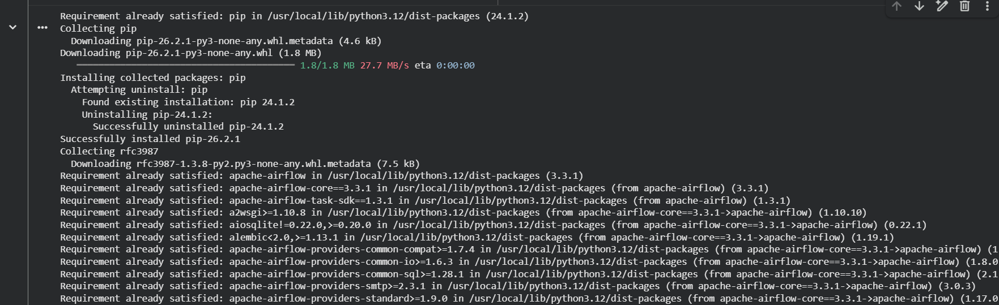 Requirement already satisfied: pip in /usr/local/lib/python3.12/dist-packages (24.1.2)
Collecting pip
  Downloading pip-26.2.1-py3-none-any.whl.metadata (4.6 kB)
Downloading pip-26.2.1-py3-none-any.whl (1.8 MB)
1.8/1.8 MB 27.7 MB/s eta 0:00:00
Installing collected packages: pip
  Attempting uninstall: pip
    Found existing installation: pip 24.1.2
    Uninstalling pip-24.1.2:
      Successfully uninstalled pip-24.1.2
Successfully installed pip-26.2.1
Collecting rfc3987
  Downloading rfc3987-1.3.8-py2.py3-none-any.whl.metadata (7.5 kB)
Requirement already satisfied: apache-airflow in /usr/local/lib/python3.12/dist-packages (3.3.1)
Requirement already satisfied: apache-airflow-core==3.3.1 in /usr/local/lib/python3.12/dist-packages (from apache-airflow) (3.3.1)
Requirement already satisfied: apache-airflow-task-sdk==1.3.1 in /usr/local/lib/python3.12/dist-packages (from apache-airflow) (1.3.1)
Requirement already satisfied: a2wsgi>=1.10.8 in /usr/local/lib/python3.12/dist-packages (from apache-airflow-core==3.3.1->apache-airflow) (1.10.10)
Requirement already satisfied: aiosqlite!=0.22.0,>=0.20.0 in /usr/local/lib/python3.12/dist-packages (from apache-airflow-core==3.3.1->apache-airflow) (0.22.1)
Requirement already satisfied: alembic<2.0,>=1.13.1 in /usr/local/lib/python3.12/dist-packages (from apache-airflow-core==3.3.1->apache-airflow) (1.19.1)
Requirement already satisfied: apache-airflow-providers-common-compat>=1.7.4 in /usr/local/lib/python3.12/dist-packages (from apache-airflow-core==3.3.1->apache-airflow) (1
Requirement already satisfied: apache-airflow-providers-common-io>=1.6.3 in /usr/local/lib/python3.12/dist-packages (from apache-airflow-core==3.3.1->apache-airflow) (1.8.0
Requirement already satisfied: apache-airflow-providers-common-sql>=1.28.1 in /usr/local/lib/python3.12/dist-packages (from apache-airflow-core==3.3.1->apache-airflow) (2.1
Requirement already satisfied: apache-airflow-providers-smtp>=2.3.1 in /usr/local/lib/python3.12/dist-packages (from apache-airflow-core==3.3.1->apache-airflow) (3.0.3)
Requirement already satisfied: apache-airflow-providers-standard>=1.9.0 in /usr/local/lib/python3.12/dist-packages (from apache-airflow-core==3.3.1->apache-airflow) (1.17.0